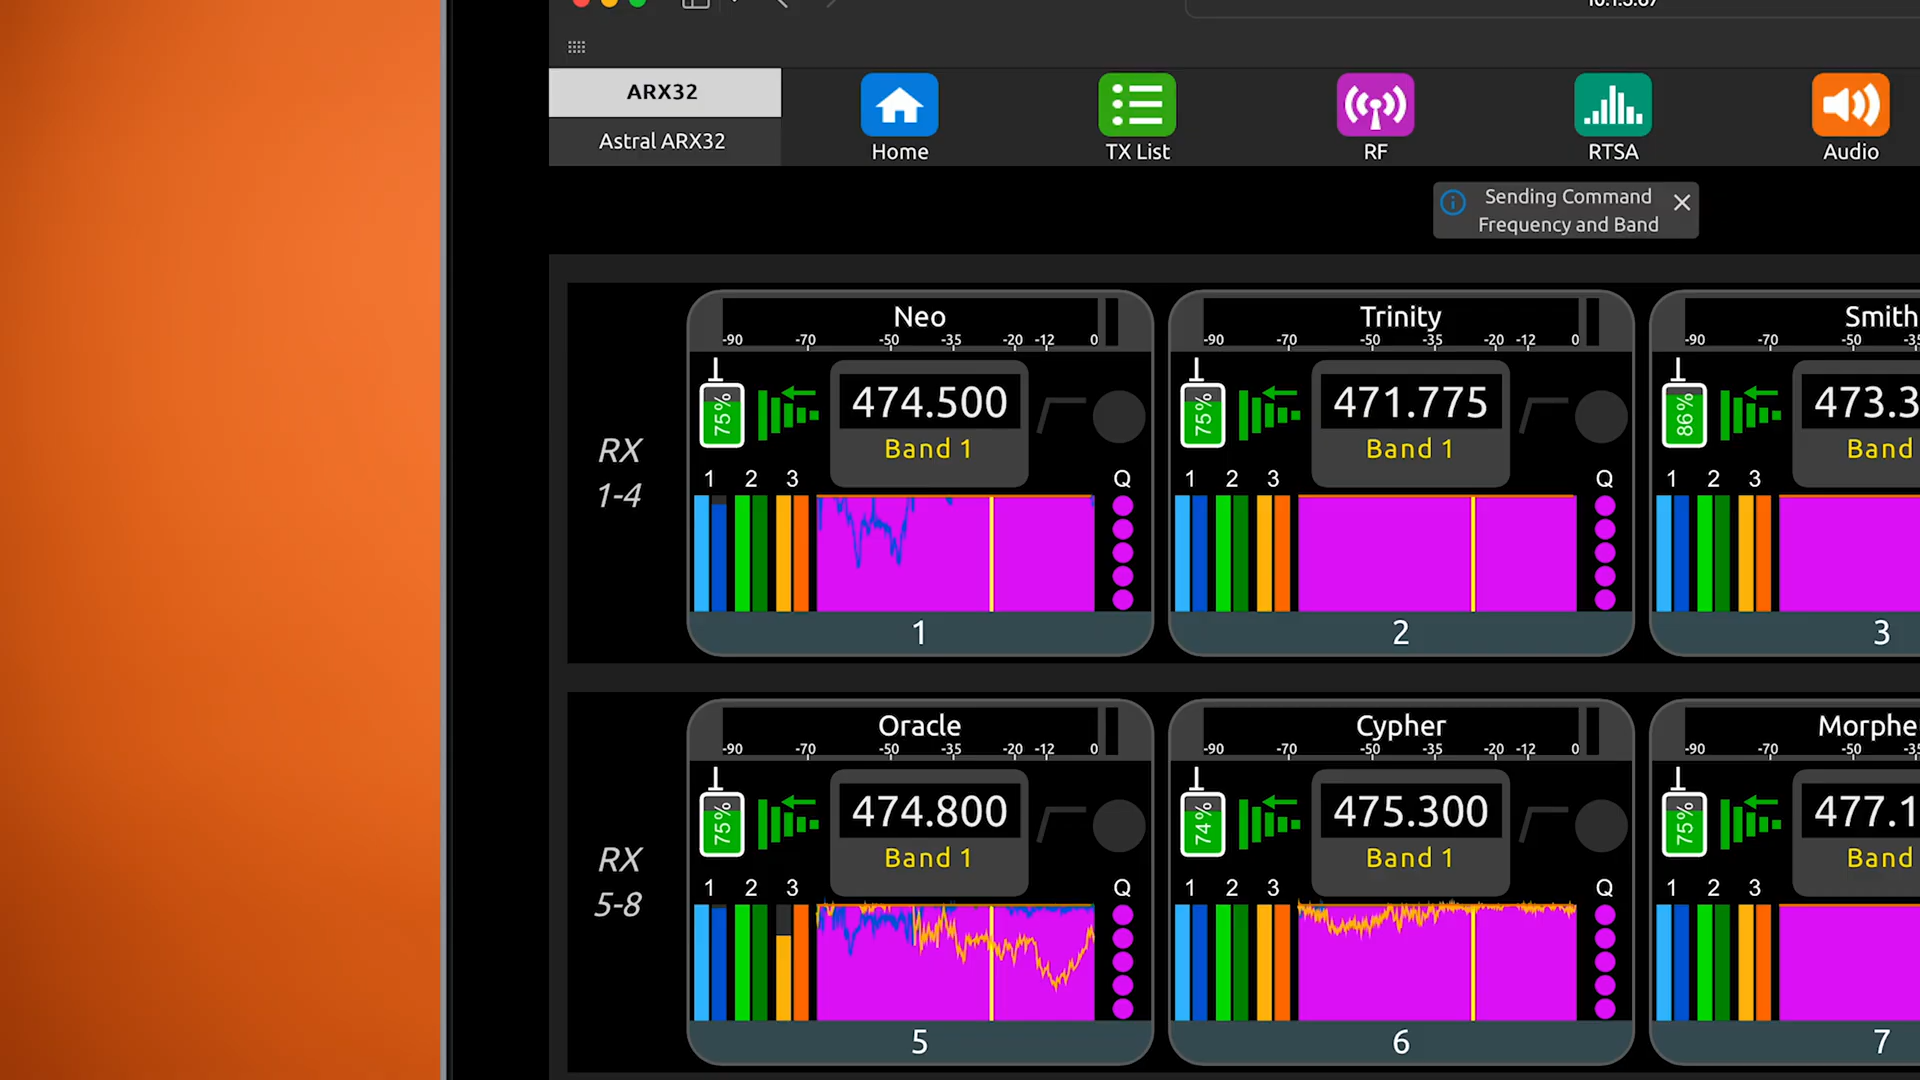 ARX32
Astral ARX32
Home
TX List
RF
RTSA
Audio
Sending Command
Frequency and Band
RX
1-4
Neo
-90 -70 -50 -35 -20 -12 0
75%
474.500
Band 1
1 2 3 Q
1
Trinity
-90 -70 -50 -35 -20 -12 0
75%
471.775
Band 1
1 2 3 Q
2
Smith
-90 -70 -50
86%
473.3
Band
1 2 3
3
RX
5-8
Oracle
-90 -70 -50 -35 -20 -12 0
75%
474.800
Band 1
1 2 3 Q
5
Cypher
-90 -70 -50 -35 -20 -12 0
74%
475.300
Band 1
1 2 3 Q
6
Morphe
-90 -70 -50
75%
477.1
Band
1 2 3
7